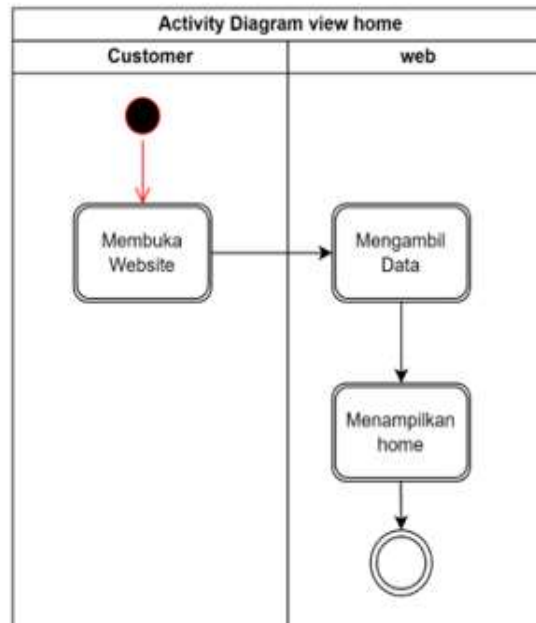 Activity Diagram view home
Customer
web
Membuka
Website
Mengambil
Data
Menampilkan
home